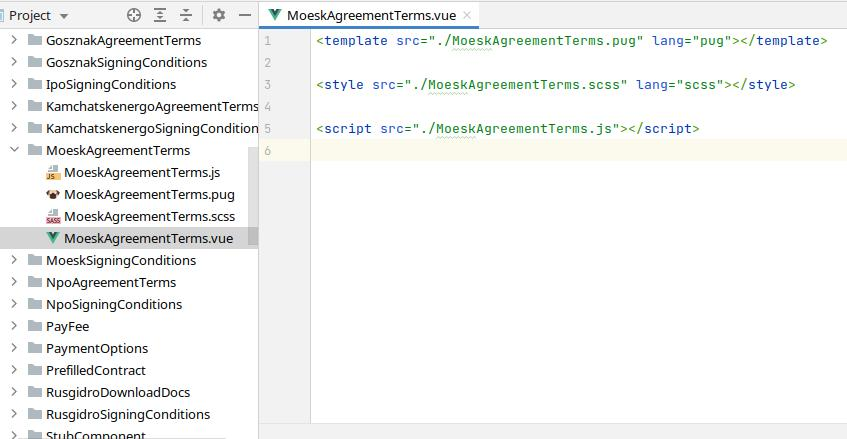 Project
MoeskAgreementTerms.vue
GosznakAgreementTerms
GosznakSigningConditions
IpoSigningConditions
KamchatskenergoAgreementTerms
KamchatskenergoSigningCondition
MoeskAgreementTerms
JS MoeskAgreementTerms.js
MoeskAgreementTerms.pug
SASS MoeskAgreementTerms.scss
MoeskAgreementTerms.vue
MoeskSigningConditions
NpoAgreementTerms
NpoSigningConditions
PayFee
PaymentOptions
PrefilledContract
RusgidroDownloadDocs
RusgidroSigningConditions
StubComponent
1 <template src="./MoeskAgreementTerms.pug" lang="pug"></template>
2
3 <style src="./MoeskAgreementTerms.scss" lang="scss"></style>
4
5 <script src="./MoeskAgreementTerms.js"></script>
6